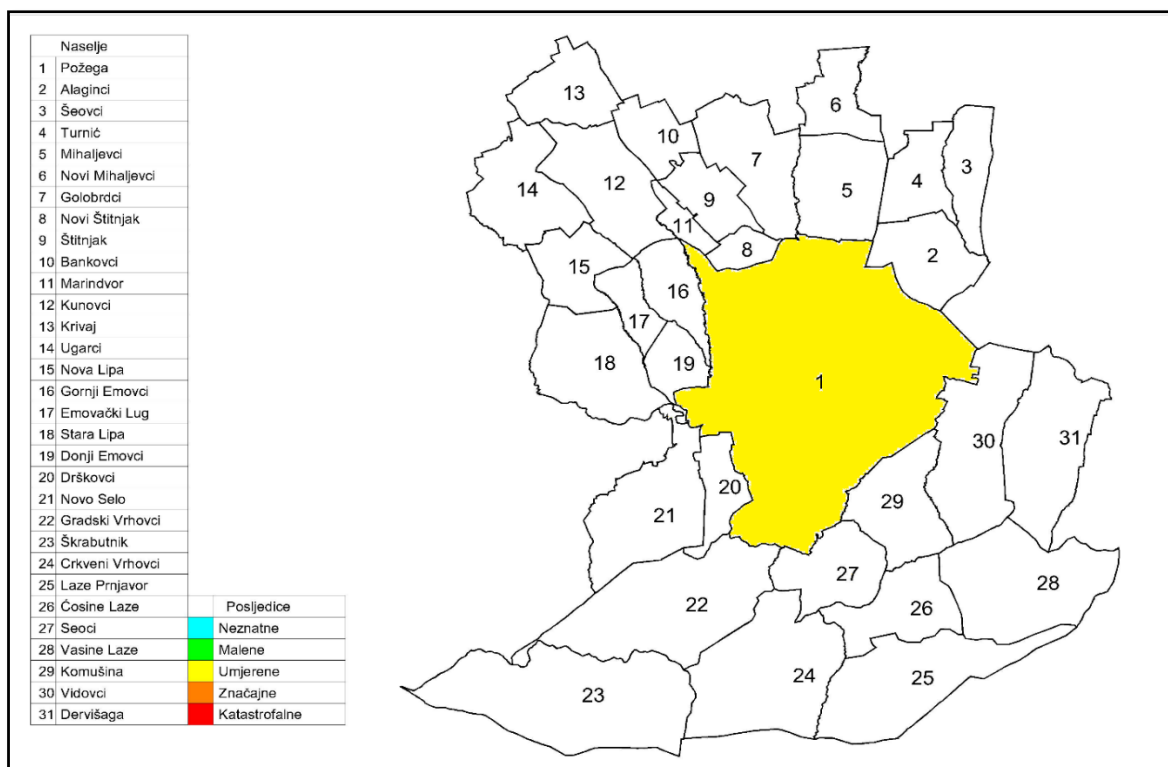 Naselje
1 Požega
2 Alaginci
3 Šeovci
4 Turnić
5 Mihaljevci
6 Novi Mihaljevci
7 Golobrdci
8 Novi Štitnjak
9 Štitnjak
10 Bankovci
11 Marindvor
12 Kunovci
13 Krivaj
14 Ugarci
15 Nova Lipa
16 Gornji Emovci
17 Emovački Lug
18 Stara Lipa
19 Donji Emovci
20 Drškovci
21 Novo Selo
22 Gradski Vrhovci
23 Škrabutnik
24 Crkveni Vrhovci
25 Laze Prnjavor
26 Ćosine Laze
27 Seoci
28 Vasine Laze
29 Komušina
30 Vidovci
31 Dervišaga
Posljedice
Neznatne
Malene
Umjerene
Značajne
Katastrofalne
13
6
10
7
3
12
4
14
5
9
11
8
2
15
16
17
18
19
1
30
31
20
21
29
27
28
22
26
24
25
23